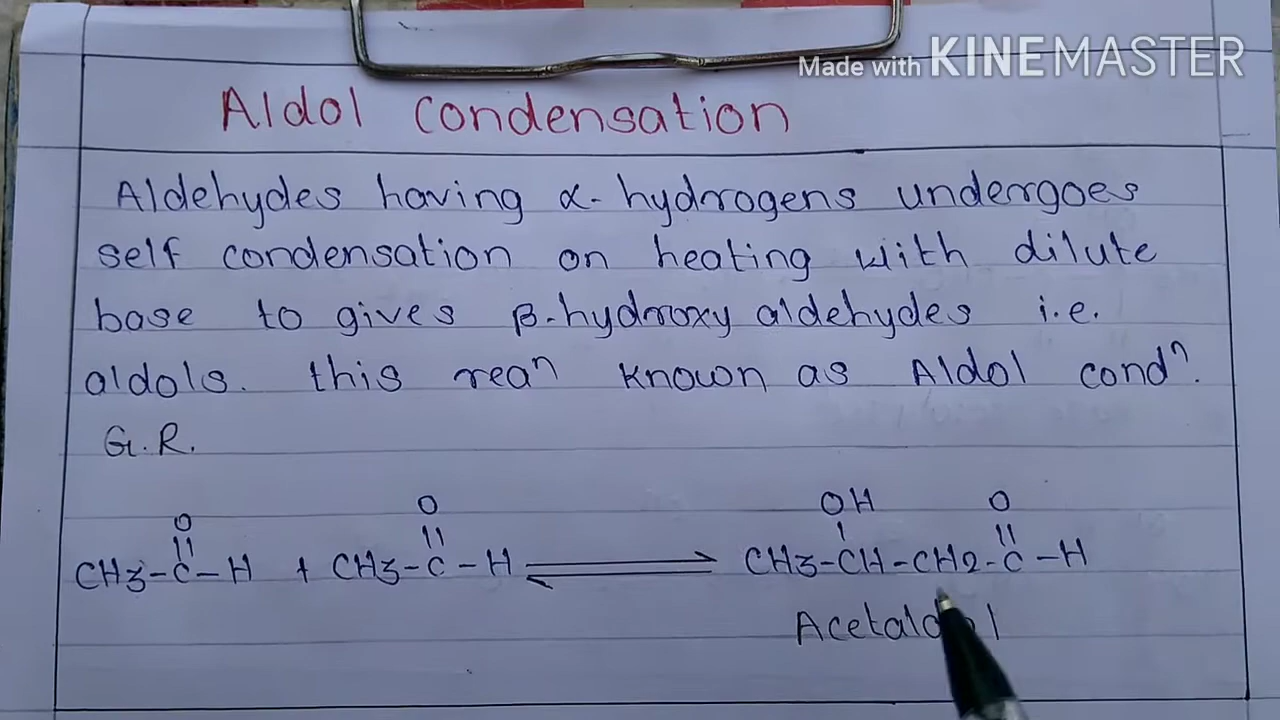 Made with KINEMASTER
Aldol condensation
Aldehydes having α- hydrogens undergoes
self condensation on heating with dilute
base to gives β-hydroxy aldehydes i.e.
aldols. this reaⁿ known as Aldol condⁿ.
G.R.
O O OH O
|| || | ||
CH3-C-H + CH3-C-H ⇌ CH3-CH-CH2-C-H
Acetaldol